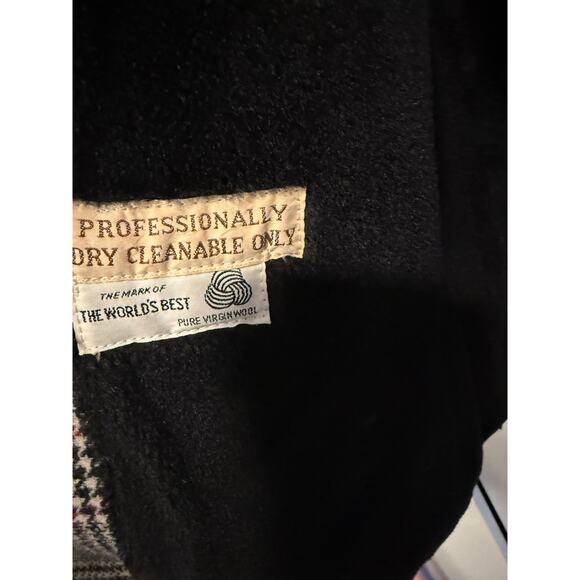 PROFESSIONALLY
DRY CLEANABLE ONLY
THE MARK OF
THE WORLD'S BEST
PURE VIRGIN WOOL